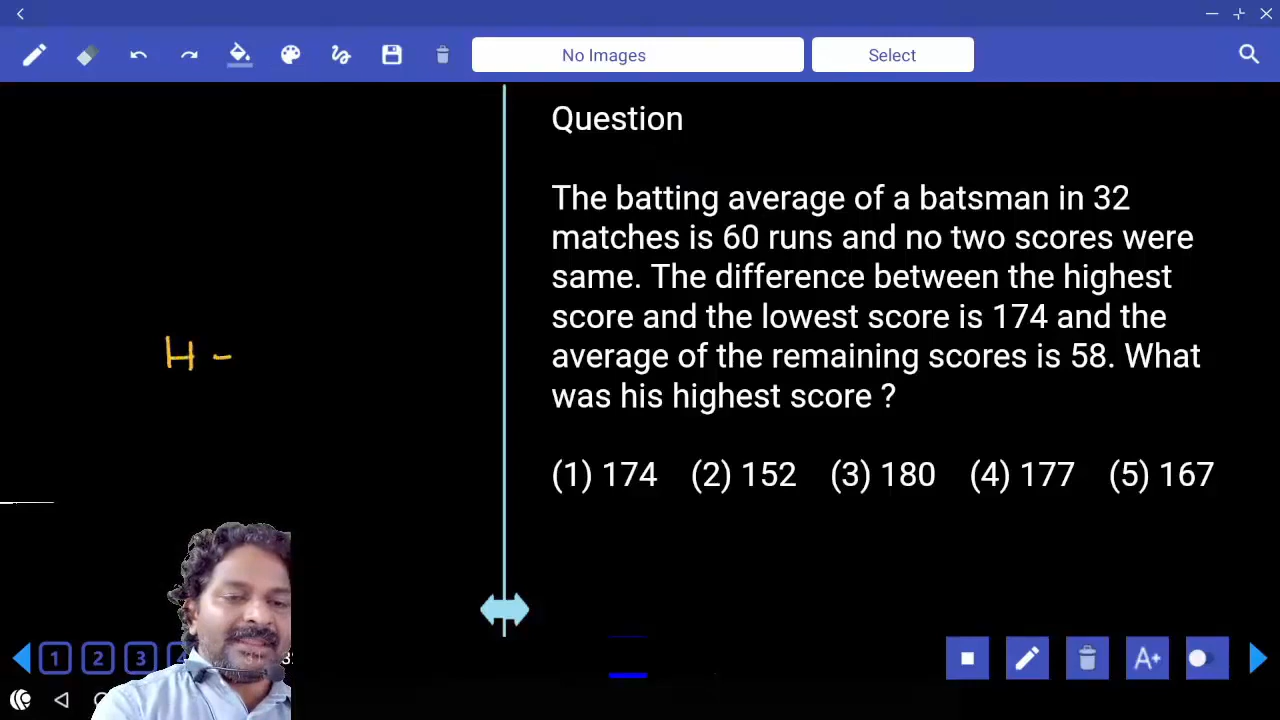 No Images
Select
Question
The batting average of a batsman in 32
matches is 60 runs and no two scores were
same. The difference between the highest
score and the lowest score is 174 and the
average of the remaining scores is 58. What
was his highest score ?
(1) 174 (2) 152 (3) 180 (4) 177 (5) 167
H -
1 2 3
A+